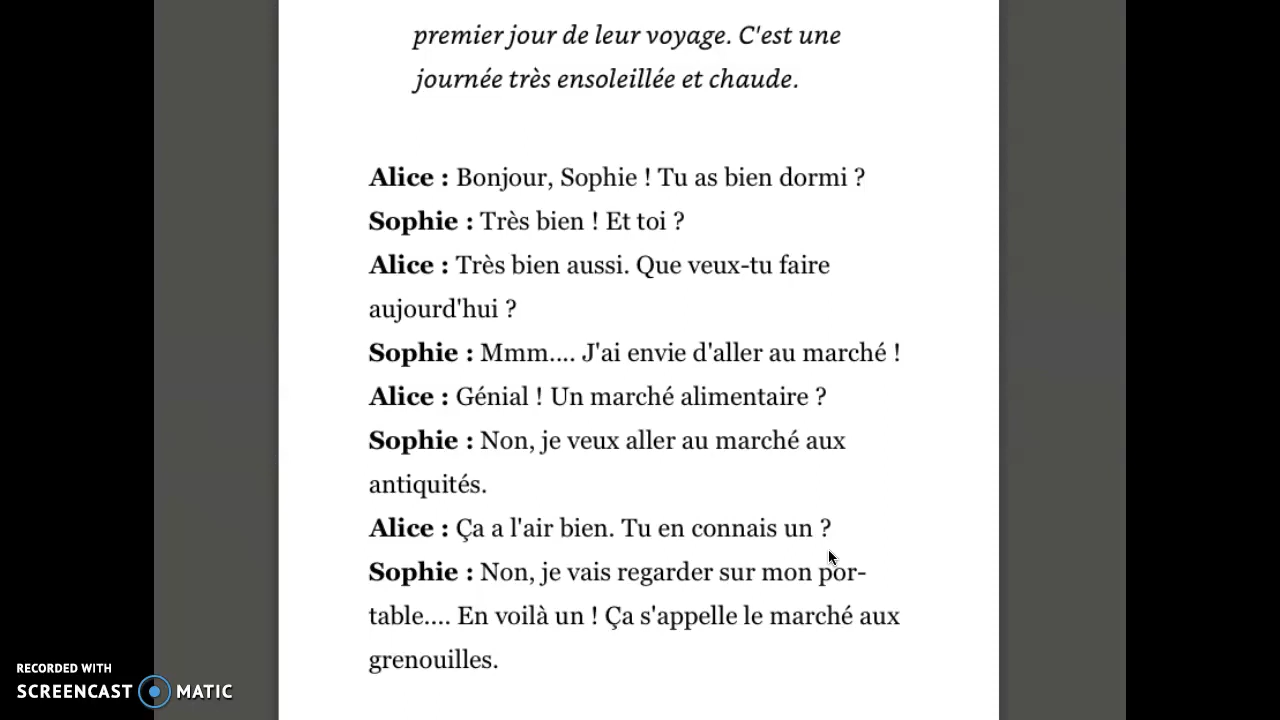 premier jour de leur voyage. C'est une
journée très ensoleillée et chaude.
Alice : Bonjour, Sophie ! Tu as bien dormi ?
Sophie : Très bien ! Et toi ?
Alice : Très bien aussi. Que veux-tu faire
aujourd'hui ?
Sophie : Mmm.... J'ai envie d'aller au marché !
Alice : Génial ! Un marché alimentaire ?
Sophie : Non, je veux aller au marché aux
antiquités.
Alice : Ça a l'air bien. Tu en connais un ?
Sophie : Non, je vais regarder sur mon por-
table.... En voilà un ! Ça s'appelle le marché aux
grenouilles.
RECORDED WITH
SCREENCAST MATIC